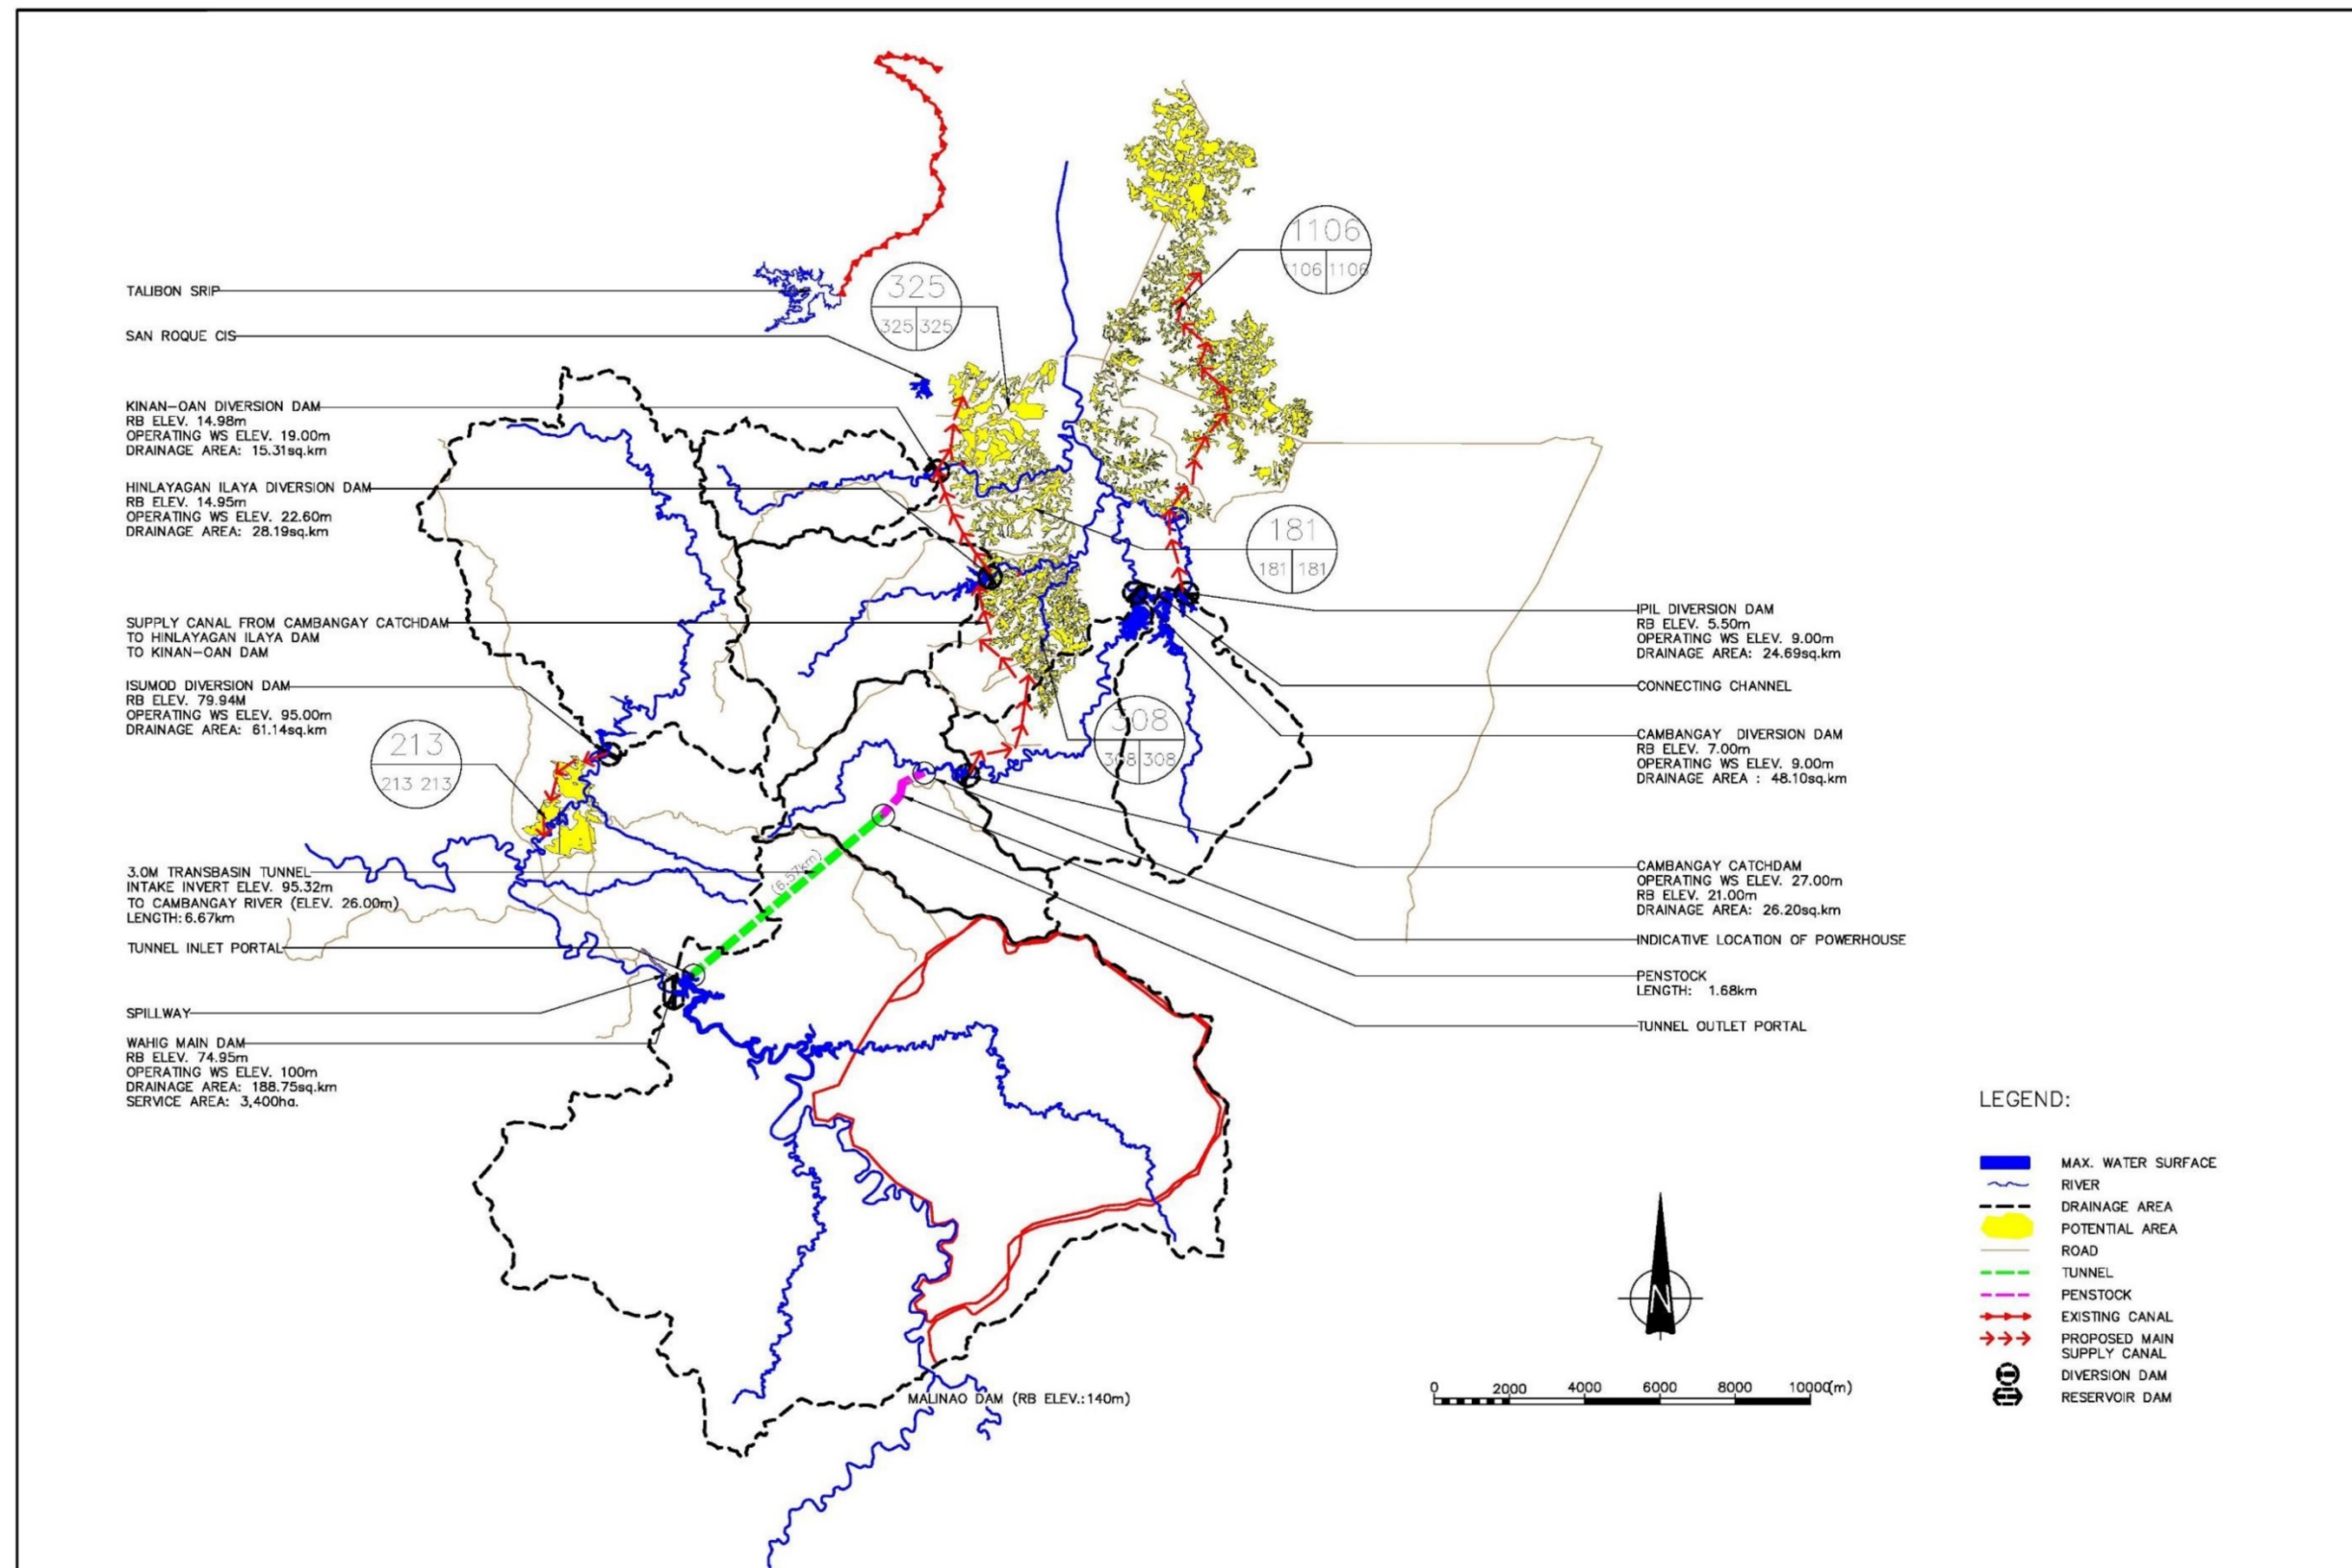 TALIBON SRIP
SAN ROQUE CIS
KINAN-OAN DIVERSION DAM
RB ELEV. 14.98m
OPERATING WS ELEV. 19.00m
DRAINAGE AREA: 15.31sq.km
HINLAYAGAN ILAYA DIVERSION DAM
RB ELEV. 14.95m
OPERATING WS ELEV. 22.60m
DRAINAGE AREA: 28.19sq.km
SUPPLY CANAL FROM CAMBANGAY CATCHDAM
TO HINLAYAGAN ILAYA DAM
TO KINAN-OAN DAM
ISUMOD DIVERSION DAM
RB ELEV. 79.94M
OPERATING WS ELEV. 95.00m
DRAINAGE AREA: 61.14sq.km
213
213 213
3.0M TRANSBASIN TUNNEL
INTAKE INVERT ELEV. 95.32m
TO CAMBANGAY RIVER (ELEV. 26.00m)
LENGTH: 6.67km
TUNNEL INLET PORTAL
SPILLWAY
WAHIG MAIN DAM
RB ELEV. 74.95m
OPERATING WS ELEV. 100m
DRAINAGE AREA: 188.75sq.km
SERVICE AREA: 3,400ha.
325
325 325
1106
1106 1106
181
181 181
308
308 308
(6.57km)
MALINAO DAM (RB ELEV.:140m)
IPIL DIVERSION DAM
RB ELEV. 5.50m
OPERATING WS ELEV. 9.00m
DRAINAGE AREA: 24.69sq.km
CONNECTING CHANNEL
CAMBANGAY DIVERSION DAM
RB ELEV. 7.00m
OPERATING WS ELEV. 9.00m
DRAINAGE AREA : 48.10sq.km
CAMBANGAY CATCHDAM
OPERATING WS ELEV. 27.00m
RB ELEV. 21.00m
DRAINAGE AREA: 26.20sq.km
INDICATIVE LOCATION OF POWERHOUSE
PENSTOCK
LENGTH: 1.68km
TUNNEL OUTLET PORTAL
LEGEND:
MAX. WATER SURFACE
RIVER
DRAINAGE AREA
POTENTIAL AREA
ROAD
TUNNEL
PENSTOCK
EXISTING CANAL
PROPOSED MAIN
SUPPLY CANAL
DIVERSION DAM
RESERVOIR DAM
N
0 2000 4000 6000 8000 10000(m)